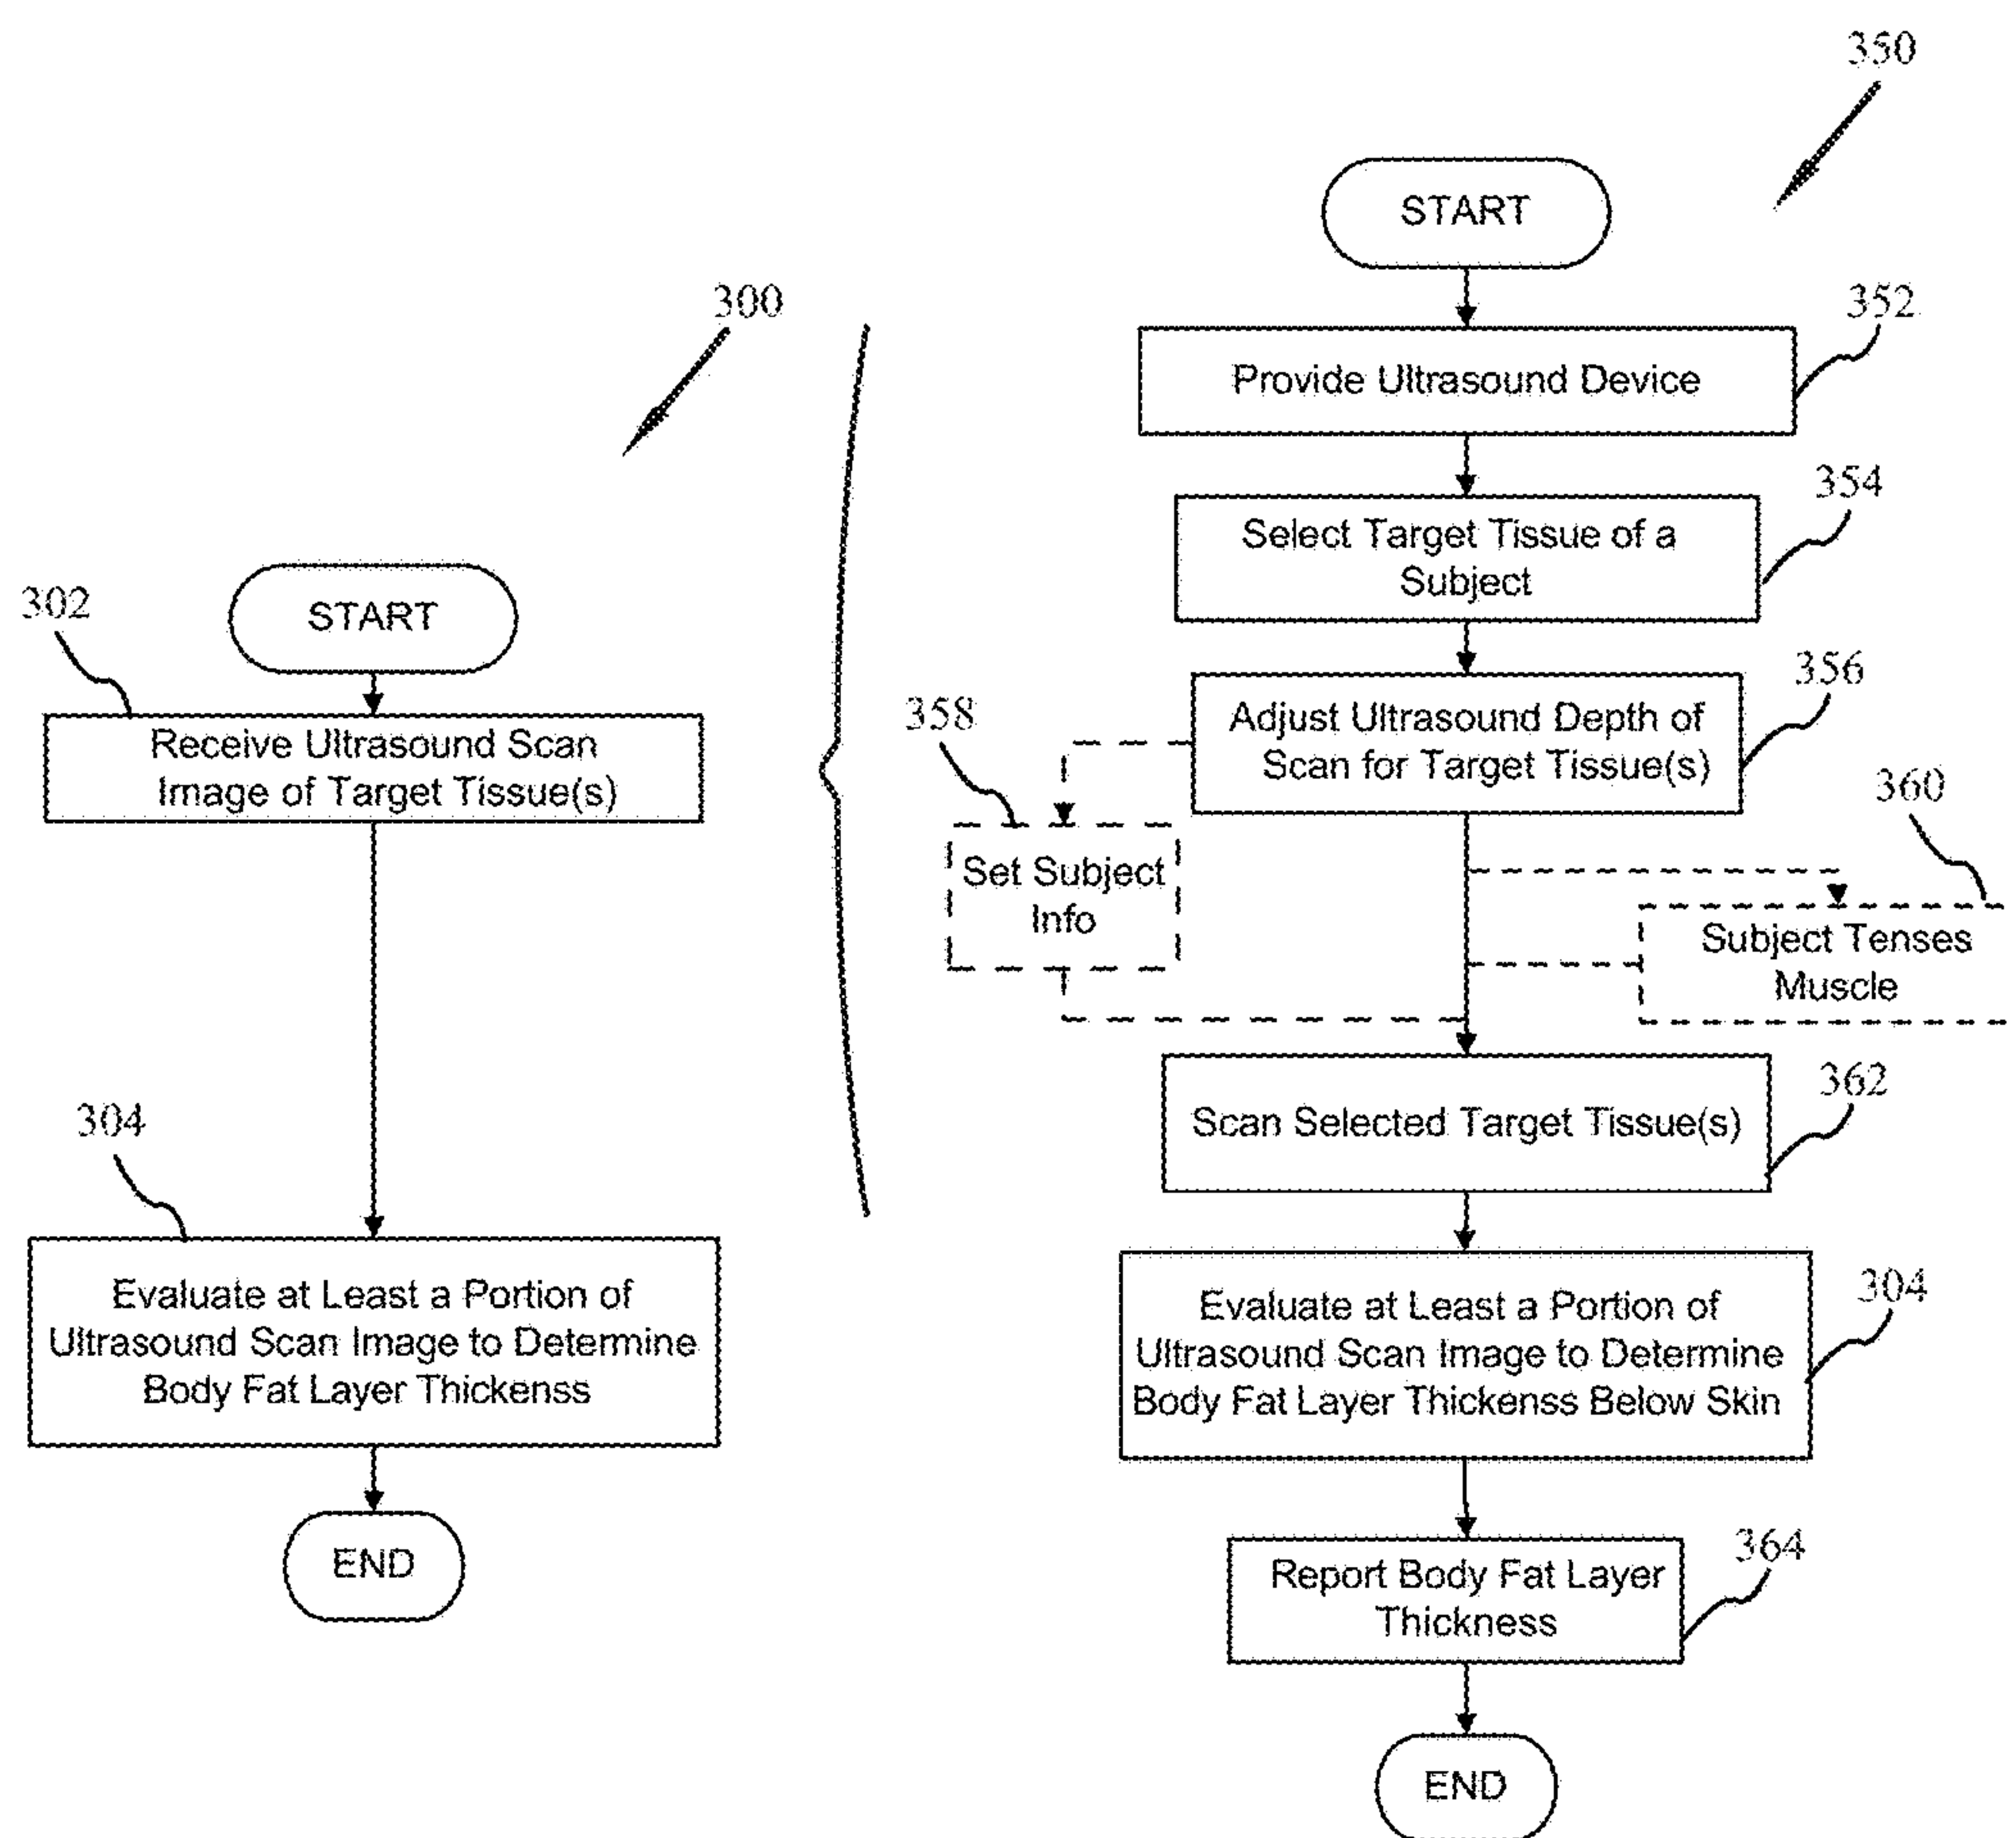 300
START
302
Receive Ultrasound Scan
Image of Target Tissue(s)
304
Evaluate at Least a Portion of
Ultrasound Scan Image to Determine
Body Fat Layer Thickenss
END
350
START
352
Provide Ultrasound Device
354
Select Target Tissue of a
Subject
356
Adjust Ultrasound Depth of
Scan for Target Tissue(s)
358
Set Subject
Info
360
Subject Tenses
Muscle
362
Scan Selected Target Tissue(s)
304
Evaluate at Least a Portion of
Ultrasound Scan Image to Determine
Body Fat Layer Thickenss Below Skin
364
Report Body Fat Layer
Thickness
END